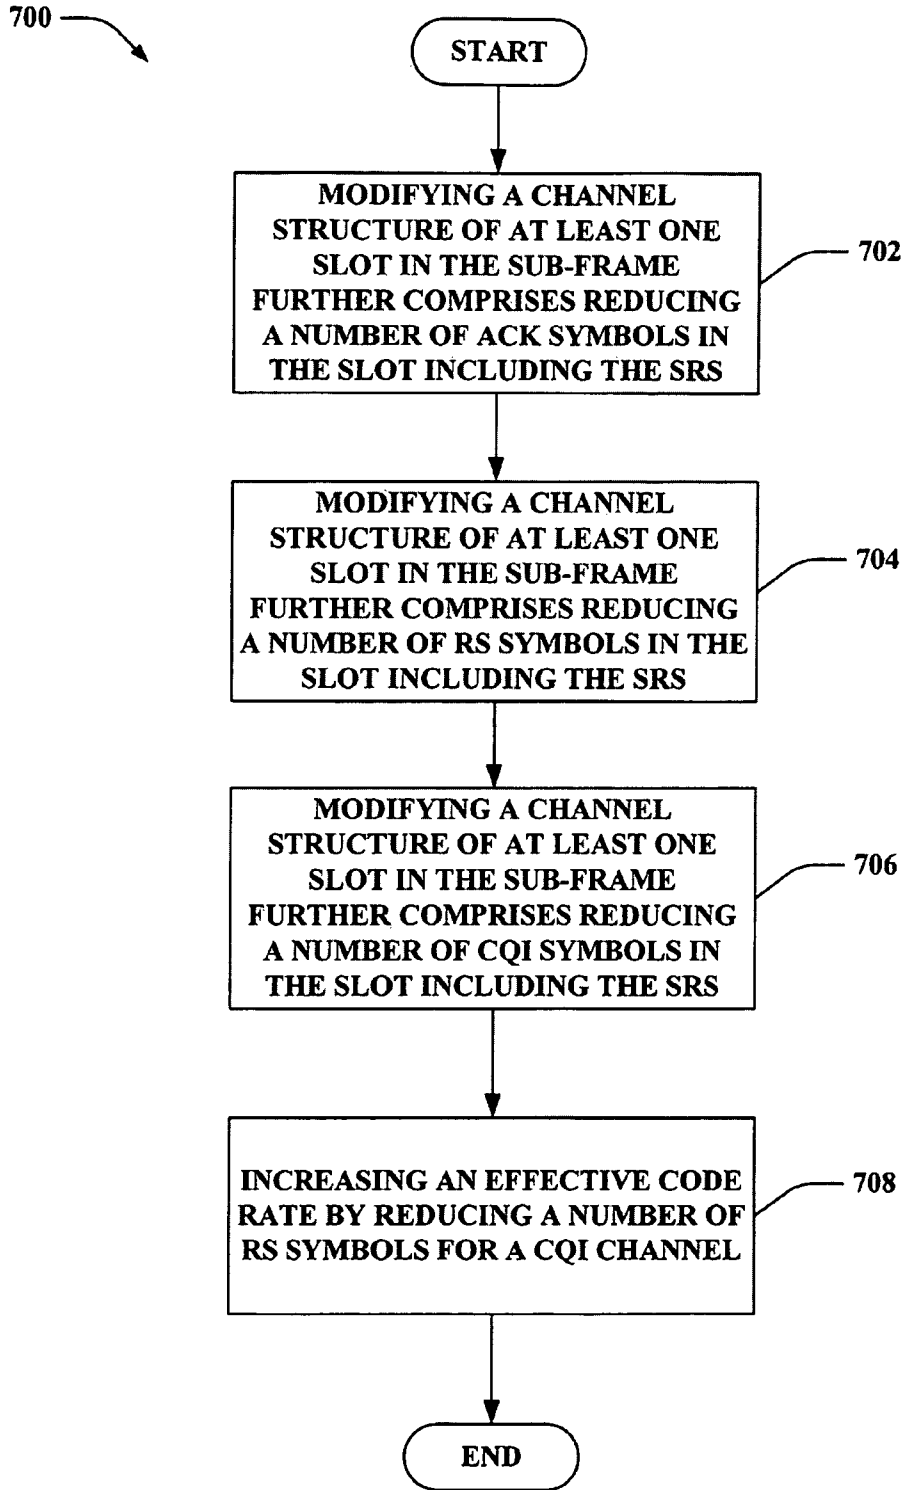 700
START
MODIFYING A CHANNEL
STRUCTURE OF AT LEAST ONE
SLOT IN THE SUB-FRAME
FURTHER COMPRISES REDUCING
A NUMBER OF ACK SYMBOLS IN
THE SLOT INCLUDING THE SRS
702
MODIFYING A CHANNEL
STRUCTURE OF AT LEAST ONE
SLOT IN THE SUB-FRAME
FURTHER COMPRISES REDUCING
A NUMBER OF RS SYMBOLS IN THE
SLOT INCLUDING THE SRS
704
MODIFYING A CHANNEL
STRUCTURE OF AT LEAST ONE
SLOT IN THE SUB-FRAME
FURTHER COMPRISES REDUCING
A NUMBER OF CQI SYMBOLS IN
THE SLOT INCLUDING THE SRS
706
INCREASING AN EFFECTIVE CODE
RATE BY REDUCING A NUMBER OF
RS SYMBOLS FOR A CQI CHANNEL
708
END